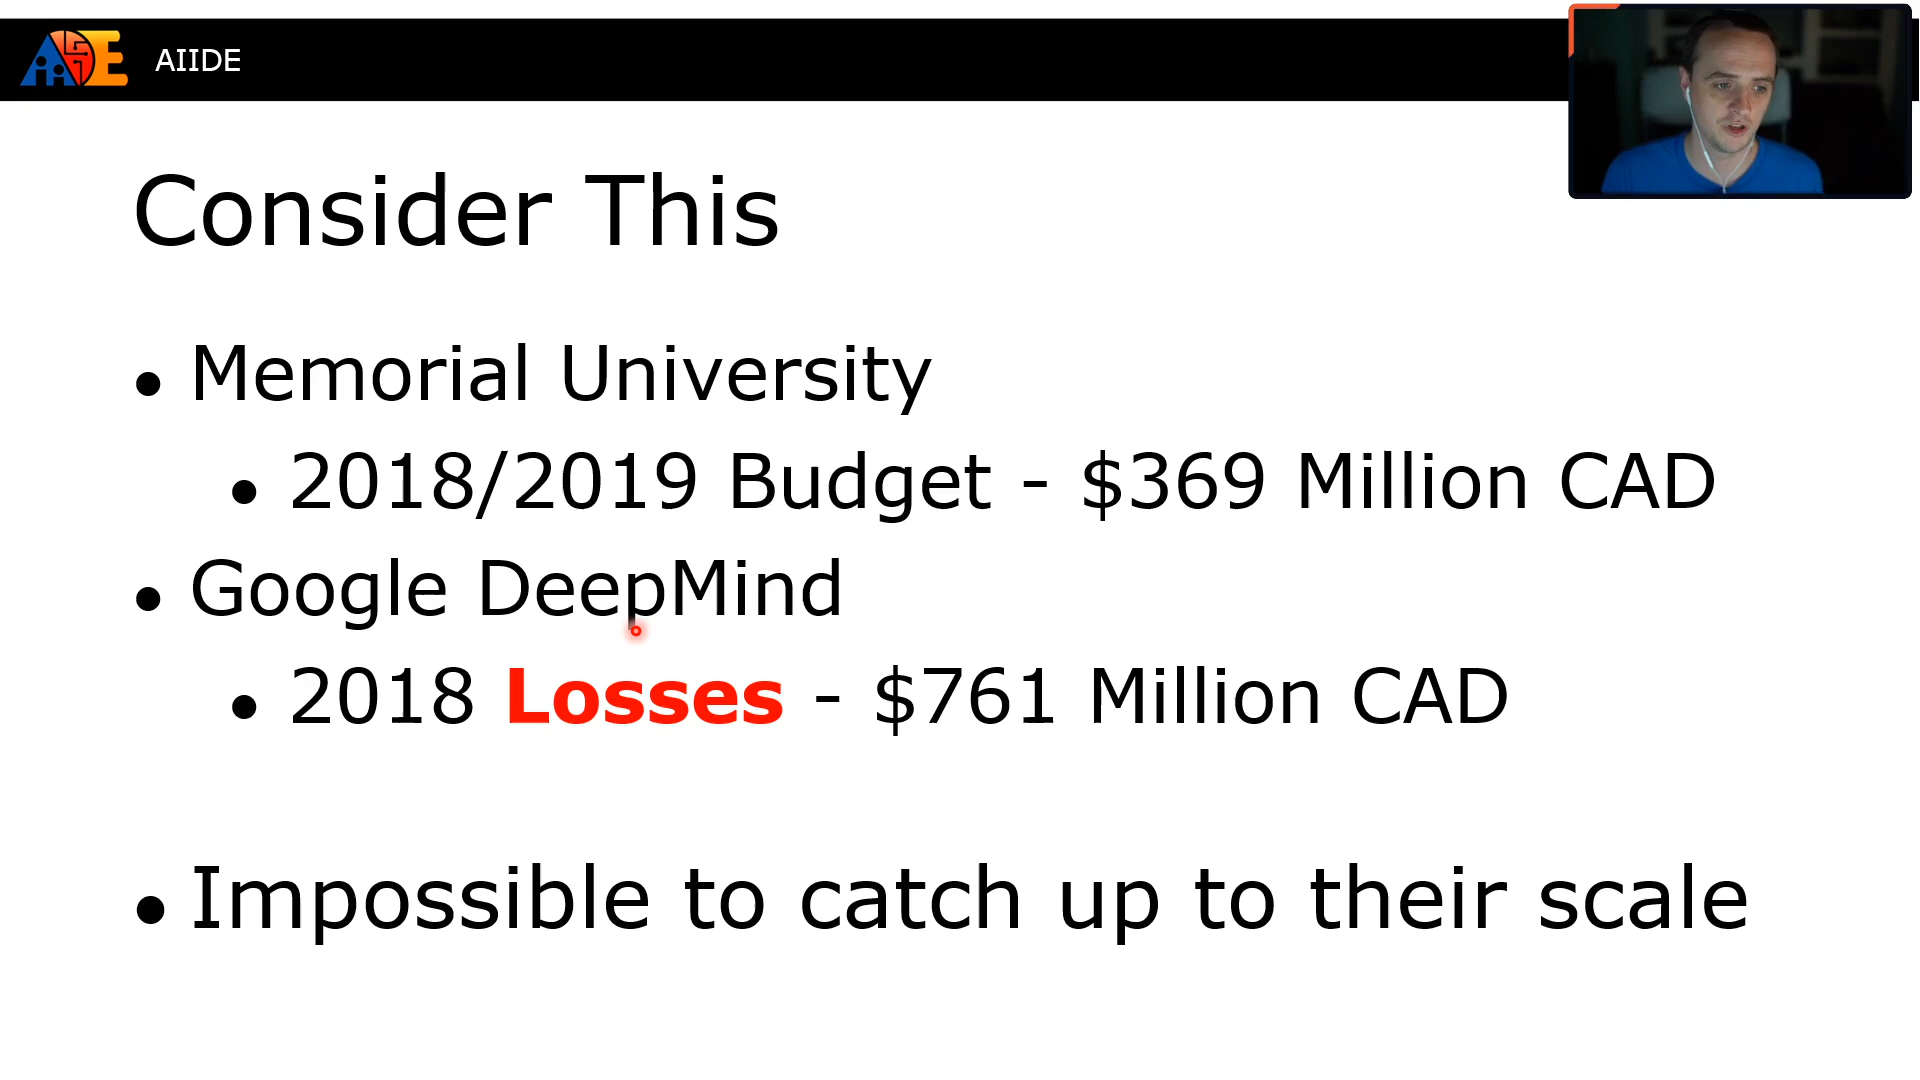 AIIDE
Consider This
• Memorial University
• 2018/2019 Budget - $369 Million CAD
• Google DeepMind
• 2018 Losses - $761 Million CAD
• Impossible to catch up to their scale